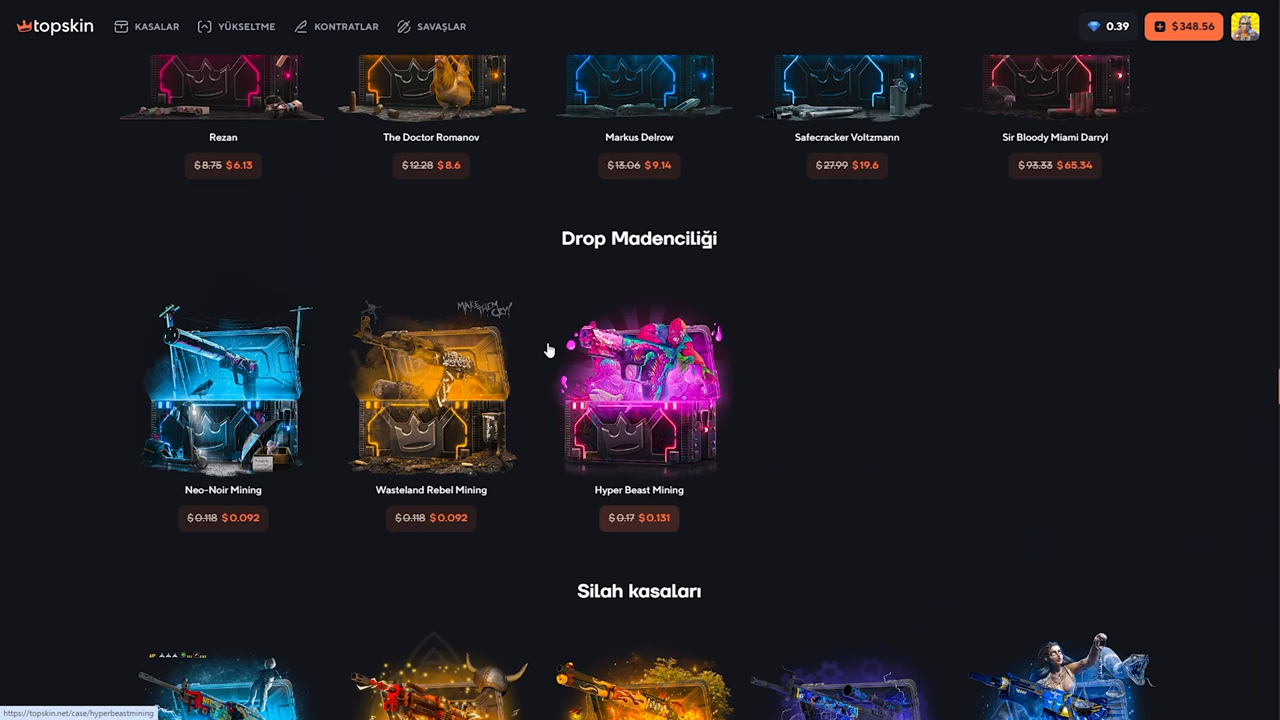 topskin KASALAR YÜKSELTME KONTRATLAR SAVAŞLAR 0.39 $348.56
Rezan The Doctor Romanov Markus Delrow Safecracker Voltzmann Sir Bloody Miami Darryl
$8.75 $6.13 $12.28 $8.6 $13.06 $9.14 $27.99 $19.6 $93.33 $65.34
Drop Madenciliği
MAKE THEM CRY!
Neo-Noir Mining Wasteland Rebel Mining Hyper Beast Mining
$0.118 $0.092 $0.118 $0.092 $0.17 $0.131
Silah kasaları
https://topskin.net/case/hyperbeastmining